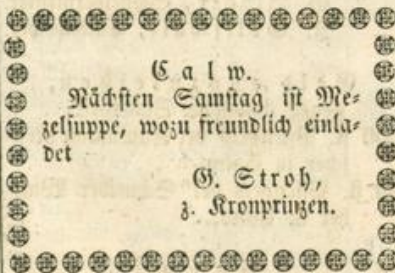 Calw.
Nächsten Samstag ist Me⸗
zelsuppe, wozu freundlich einla⸗
det
G. Stroh,
z. Kronprinzen.